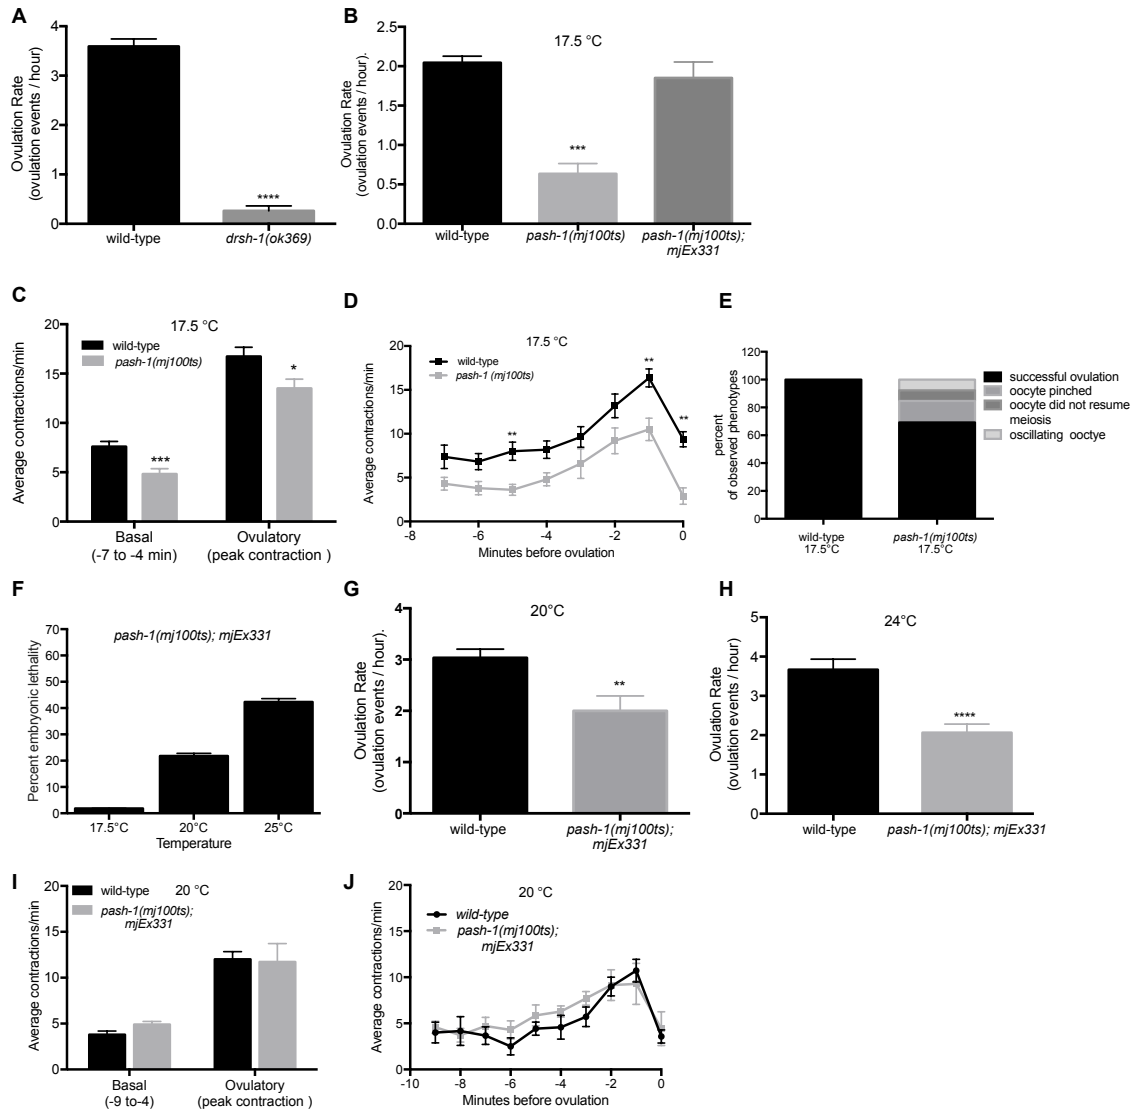 A
Ovulation Rate
(ovulation events / hour)
4
3
2
1
0
****
wild-type
drsh-1(ok369)
B
Ovulation Rate
(ovulation events / hour).
2.5
2.0
1.5
1.0
0.5
0.0
17.5 °C
***
wild-type
pash-1(mj100ts)
pash-1(mj100ts);
mjEx331
C
17.5 °C
Average contractions/min
20
15
10
5
0
wild-type
pash-1(mj100ts)
***
*
Basal
(-7 to -4 min)
Ovulatory
(peak contraction )
D
17.5 °C
Average contractions/min
20
15
10
5
0
wild-type
pash-1 (mj100ts)
**
**
**
-8
-6
-4
-2
0
Minutes before ovulation
E
percent
of observed phenotypes
120
100
80
60
40
20
0
successful ovulation
oocyte pinched
oocyte did not resume
meiosis
oscillating ooctye
wild-type
17.5°C
pash-1(mj100ts)
17.5°C
F
pash-1(mj100ts); mjEx331
Percent embryonic lethality
70
60
50
40
30
20
10
0
17.5°C
20°C
25°C
Temperature
G
20°C
Ovulation Rate
(ovulation events / hour).
4
3
2
1
0
**
wild-type
pash-1(mj100ts);
mjEx331
H
24°C
Ovulation Rate
(ovulation events / hour)
5
4
3
2
1
0
****
wild-type
pash-1(mj100ts); mjEx331
I
20 °C
Average contractions/min
20
15
10
5
0
wild-type
pash-1(mj100ts);
mjEx331
Basal
(-9 to-4)
Ovulatory
(peak contraction )
J
20 °C
Average contractions/min
20
15
10
5
0
wild-type
pash-1(mj100ts);
mjEx331
-10
-8
-6
-4
-2
0
Minutes before ovulation